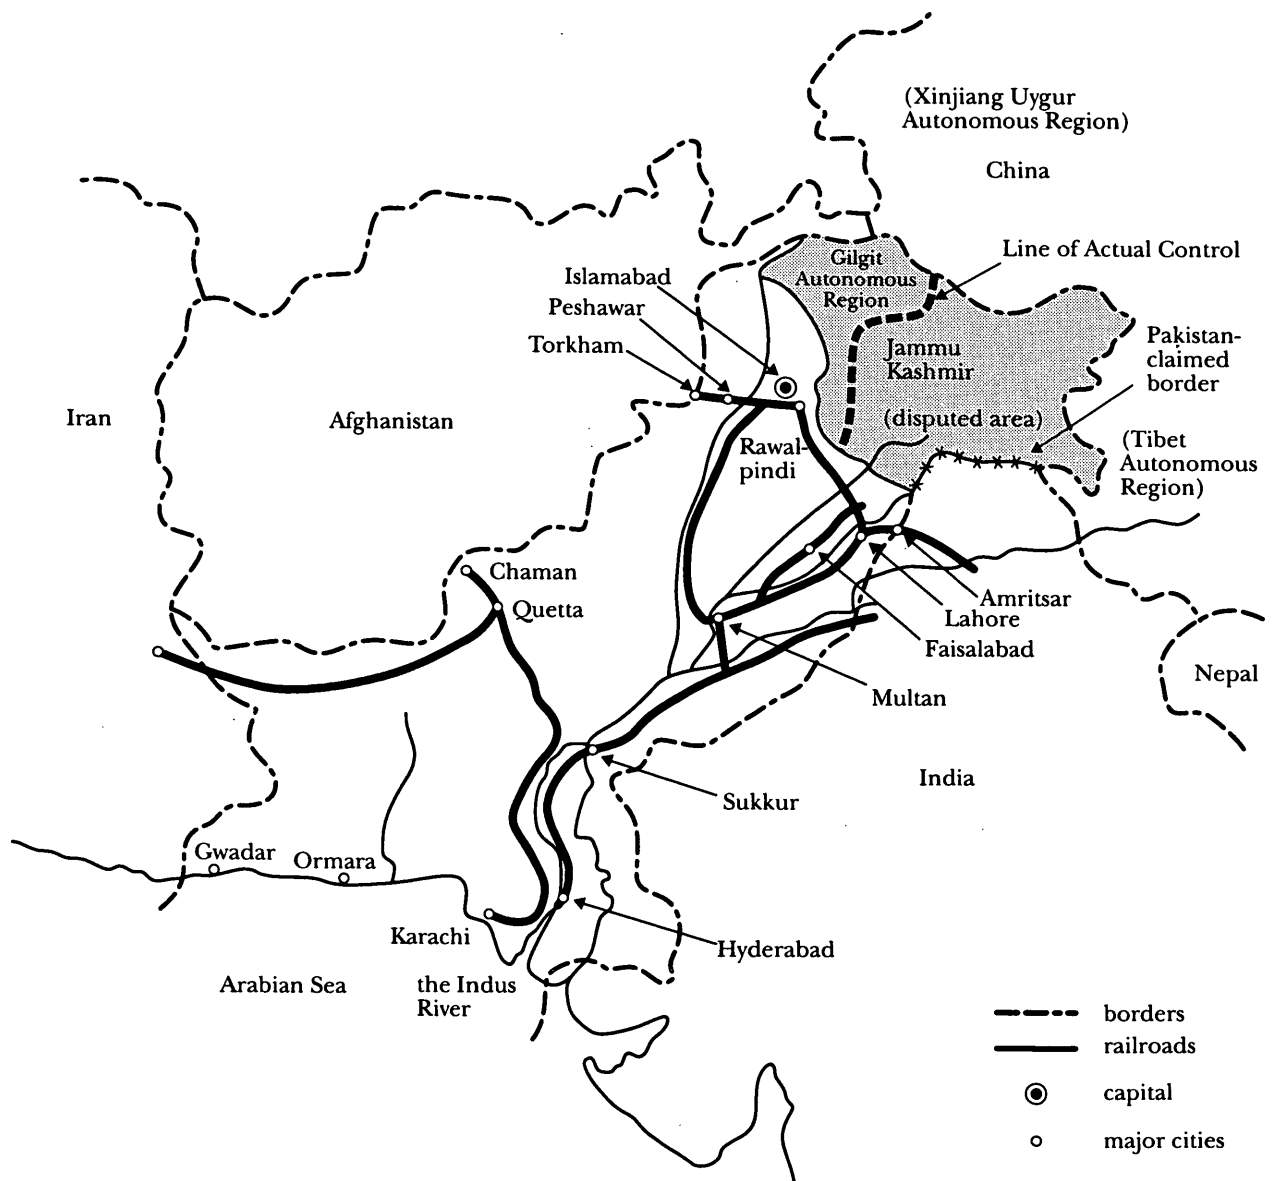 (Xinjiang Uygur
Autonomous Region)
China
Line of Actual Control
Gilgit
Autonomous
Region
Islamabad
Peshawar
Torkham
Pakistan-
claimed
border
Jammu
Kashmir
(disputed area)
Iran
Afghanistan
Rawal-
pindi
(Tibet
Autonomous
Region)
Chaman
Quetta
Amritsar
Lahore
Faisalabad
Multan
Nepal
India
Sukkur
Gwadar
Ormara
Karachi
Hyderabad
Arabian Sea
the Indus
River
borders
railroads
capital
major cities